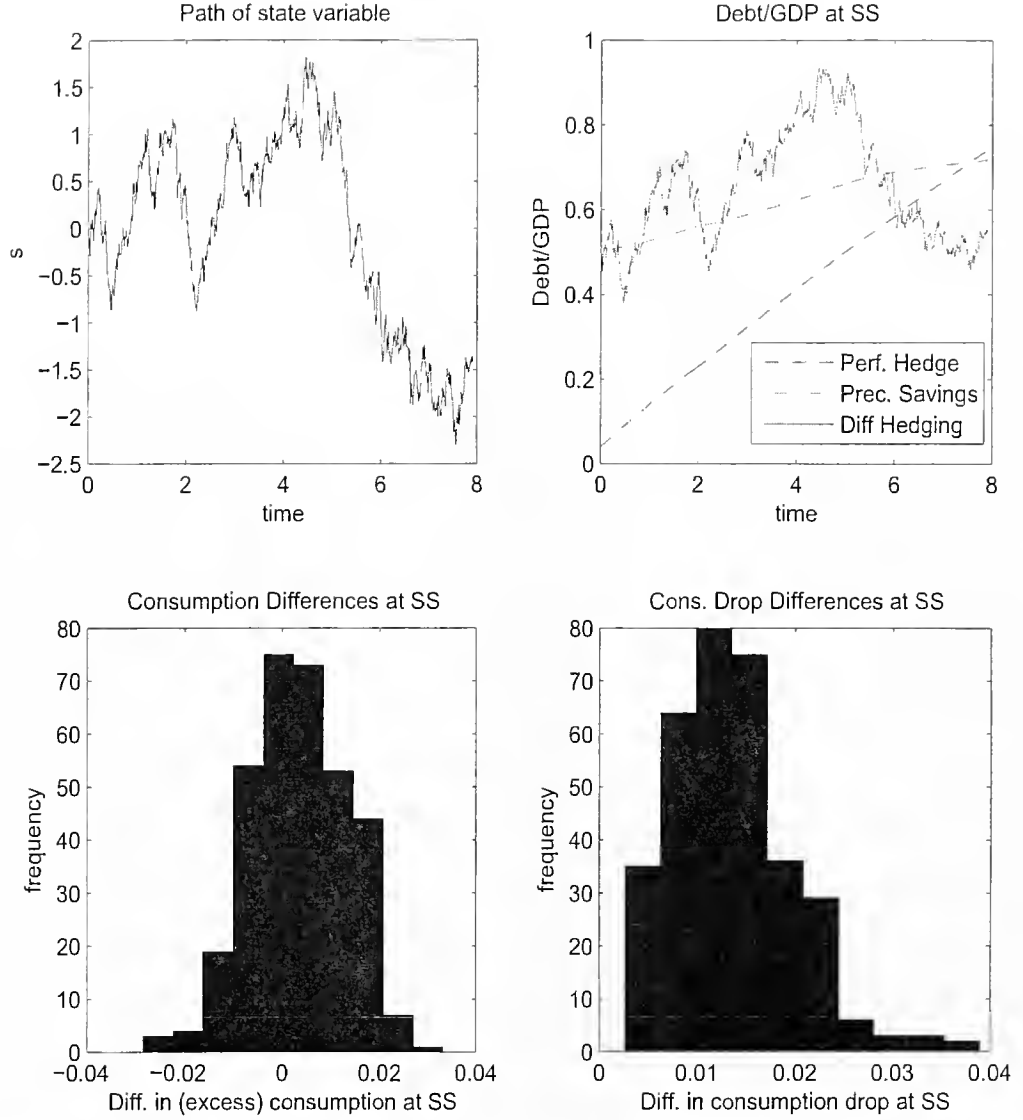 Path of state variable
2
1.5
1
0.5
0
−0.5
−1
−1.5
−2
−2.5
s
0 2 4 6 8
time
Debt/GDP at SS
1
0.8
0.6
0.4
0.2
0
Debt/GDP
Perf. Hedge
Prec. Savings
Diff Hedging
0 2 4 6 8
time
Consumption Differences at SS
80
70
60
50
40
30
20
10
0
frequency
−0.04 −0.02 0 0.02 0.04
Diff. in (excess) consumption at SS
Cons. Drop Differences at SS
80
70
60
50
40
30
20
10
0
frequency
0 0.01 0.02 0.03 0.04
Diff. in consumption drop at SS